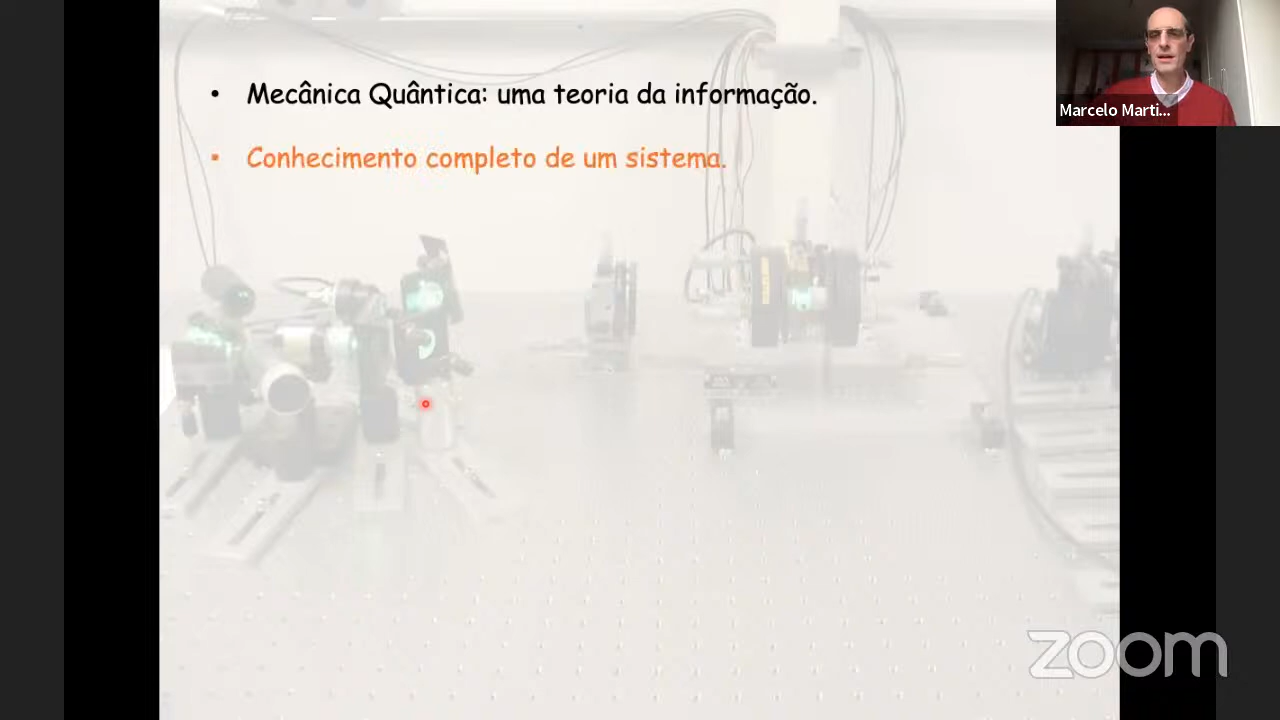 • Mecânica Quântica: uma teoria da informação.
• Conhecimento completo de um sistema.
Marcelo Marti...
zoom